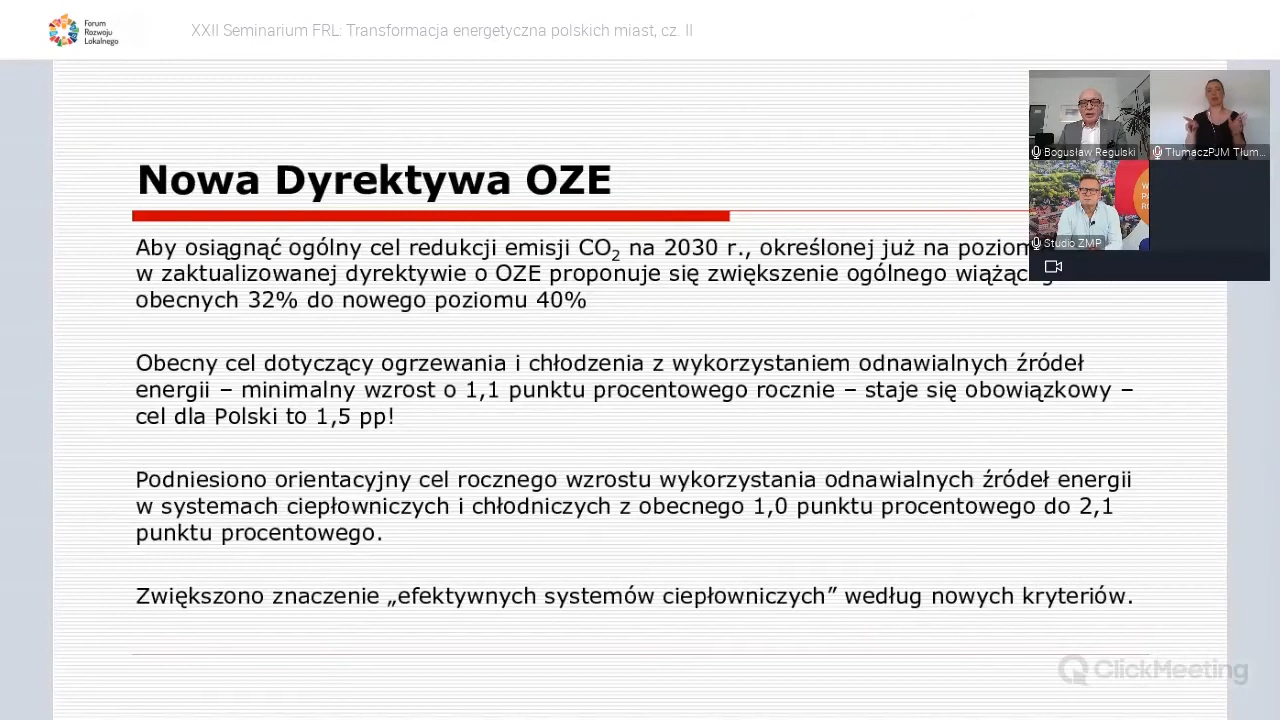 Forum
Rozwoju
Lokalnego
XXII Seminarium FRL: Transformacja energetyczna polskich miast, cz. II
Nowa Dyrektywa OZE
Aby osiągnąć ogólny cel redukcji emisji CO₂ na 2030 r., określonej już na
w zaktualizowanej dyrektywie o OZE proponuje się zwiększenie ogólnego
obecnych 32% do nowego poziomu 40%
Obecny cel dotyczący ogrzewania i chłodzenia z wykorzystaniem odnawialnych źródeł
energii – minimalny wzrost o 1,1 punktu procentowego rocznie – staje się obowiązkowy –
cel dla Polski to 1,5 pp!
Podniesiono orientacyjny cel rocznego wzrostu wykorzystania odnawialnych źródeł energii
w systemach ciepłowniczych i chłodniczych z obecnego 1,0 punktu procentowego do 2,1
punktu procentowego.
Zwiększono znaczenie „efektywnych systemów ciepłowniczych” według nowych kryteriów.
Bogusław Regulski
TłumaczPJM Tłum...
Studio ZMP
ClickMeeting